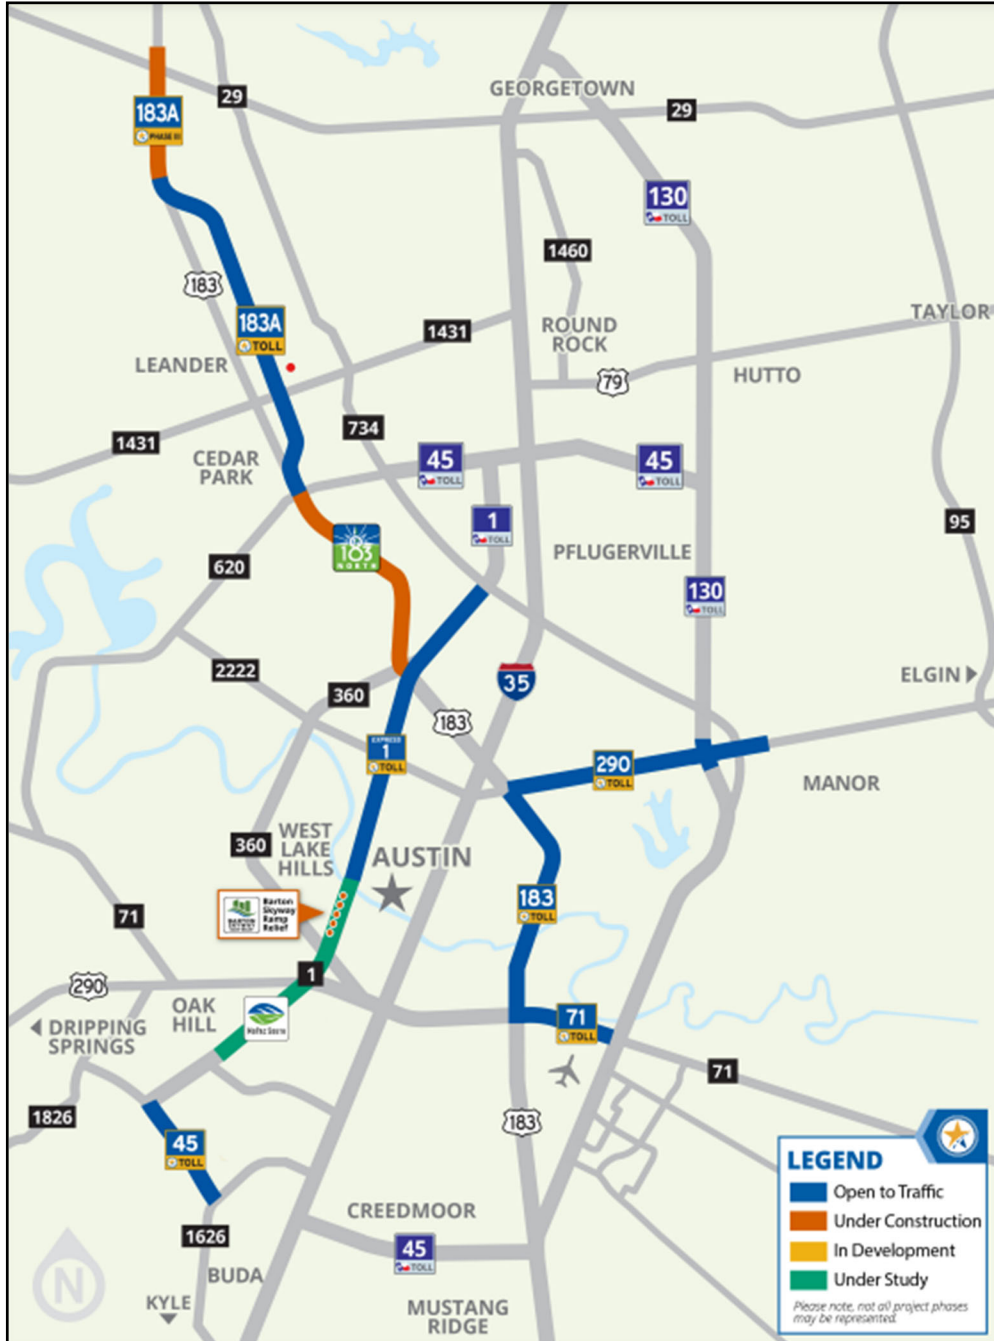 GEORGETOWN
29
29
183A
PHASE III
130
TOLL
1460
183
TAYLOR
183A
TOLL
1431
ROUND
ROCK
LEANDER
79
HUTTO
734
1431
CEDAR
PARK
45
TOLL
45
TOLL
95
1
TOLL
183
NORTH
PFLUGERVILLE
620
130
TOLL
2222
360
35
ELGIN
183
EXPRESS
1
TOLL
290
TOLL
MANOR
WEST
LAKE
HILLS
360
AUSTIN
183
TOLL
Barton
Skyway
Ramp
Relief
71
1
290
OAK
HILL
71
TOLL
DRIPPING
SPRINGS
71
1826
183
45
TOLL
CREEDMOOR
1626
45
TOLL
BUDA
KYLE
MUSTANG
RIDGE
N
LEGEND
Open to Traffic
Under Construction
In Development
Under Study
Please note, not all project phases
may be represented.